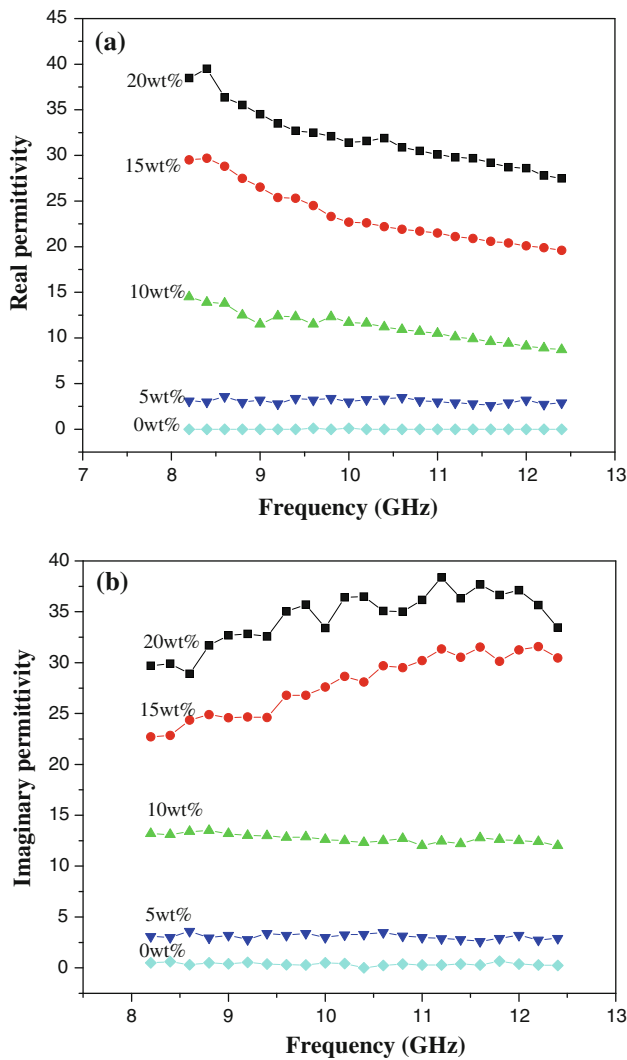 (a)
45
40
35
30
25
20
15
10
5
0
Real permittivity
20wt%
15wt%
10wt%
5wt%
0wt%
7 8 9 10 11 12 13
Frequency (GHz)
(b)
40
35
30
25
20
15
10
5
0
Imaginary permittivity
20wt%
15wt%
10wt%
5wt%
0wt%
8 9 10 11 12 13
Frequency (GHz)